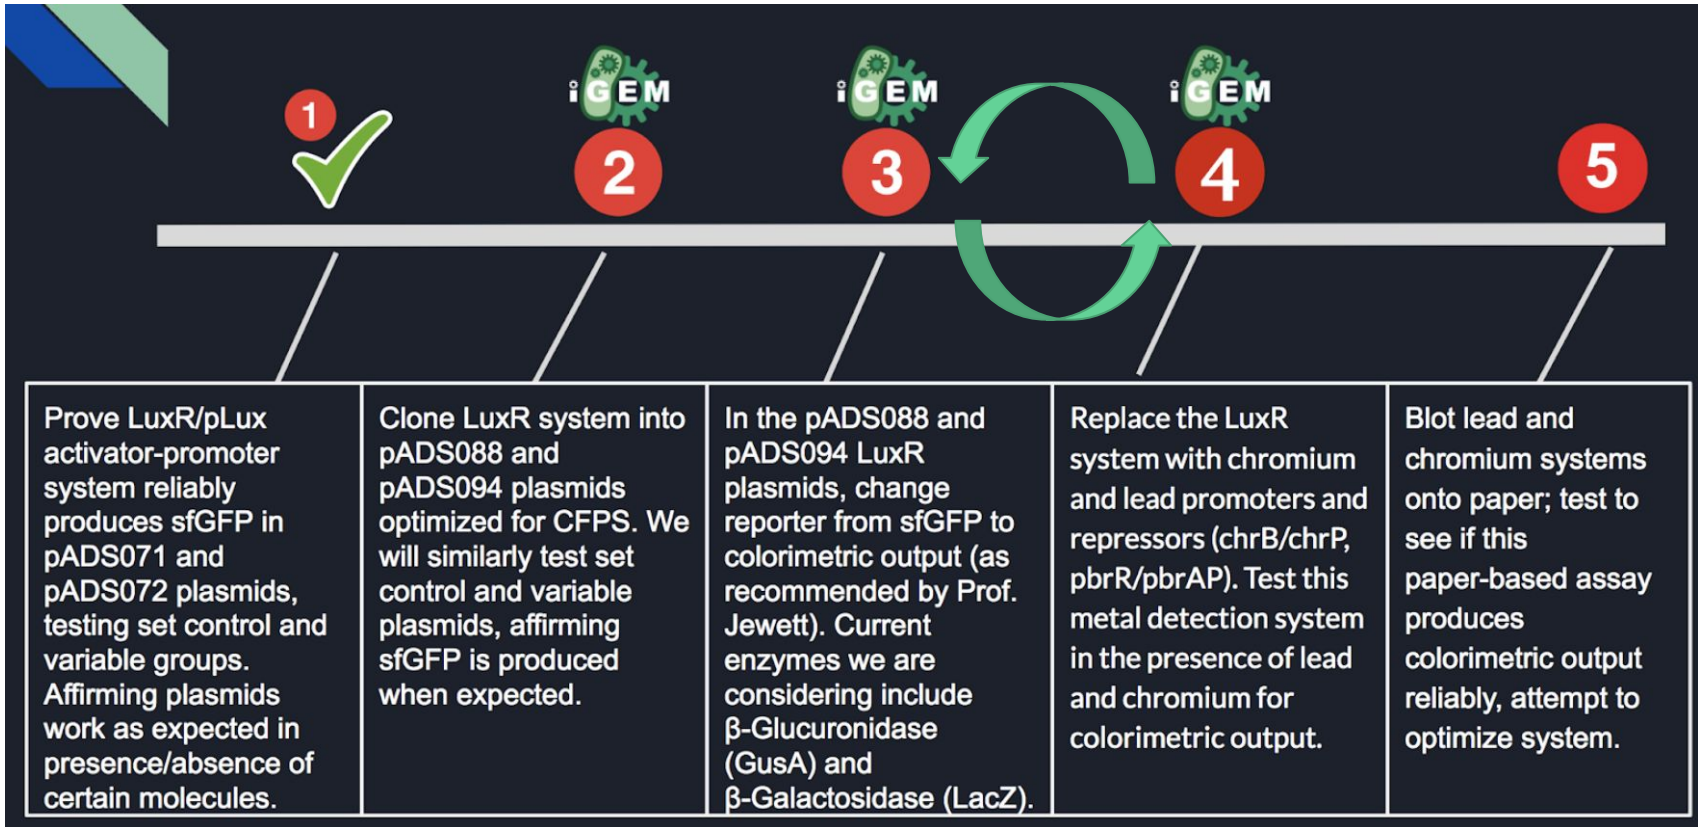 1
iGEM
2
iGEM
3
iGEM
4
5
Prove LuxR/pLux
activator-promoter
system reliably
produces sfGFP in
pADS071 and
pADS072 plasmids,
testing set control and
variable groups.
Affirming plasmids
work as expected in
presence/absence of
certain molecules.
Clone LuxR system into
pADS088 and
pADS094 plasmids
optimized for CFPS. We
will similarly test set
control and variable
plasmids, affirming
sfGFP is produced
when expected.
In the pADS088 and
pADS094 LuxR
plasmids, change
reporter from sfGFP to
colorimetric output (as
recommended by Prof.
Jewett). Current
enzymes we are
considering include
β-Glucuronidase
(GusA) and
β-Galactosidase (LacZ).
Replace the LuxR
system with chromium
and lead promoters and
repressors (chrB/chrP,
pbrR/pbrAP). Test this
metal detection system
in the presence of lead
and chromium for
colorimetric output.
Blot lead and
chromium systems
onto paper; test to
see if this
paper-based assay
produces
colorimetric output
reliably, attempt to
optimize system.